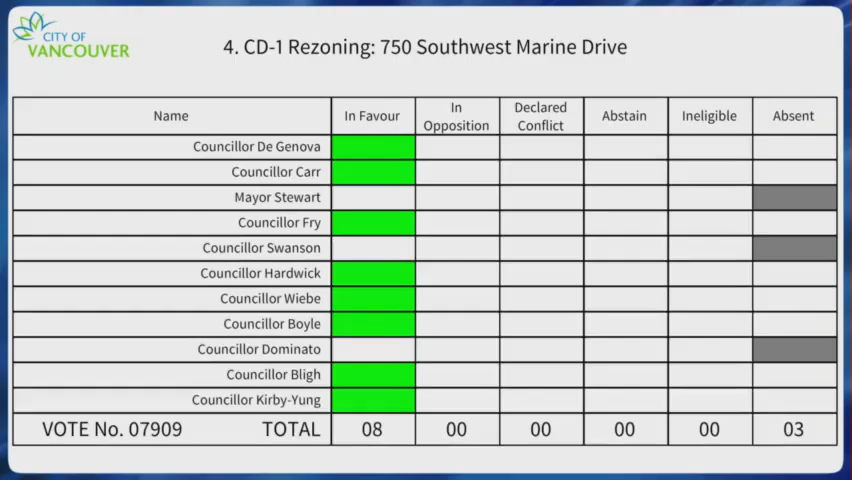 CITY OF
VANCOUVER
4. CD-1 Rezoning: 750 Southwest Marine Drive
Name In Favour In Opposition Declared Conflict Abstain Ineligible Absent
Councillor De Genova
Councillor Carr
Mayor Stewart
Councillor Fry
Councillor Swanson
Councillor Hardwick
Councillor Wiebe
Councillor Boyle
Councillor Dominato
Councillor Bligh
Councillor Kirby-Yung
VOTE No. 07909 TOTAL 08 00 00 00 00 03